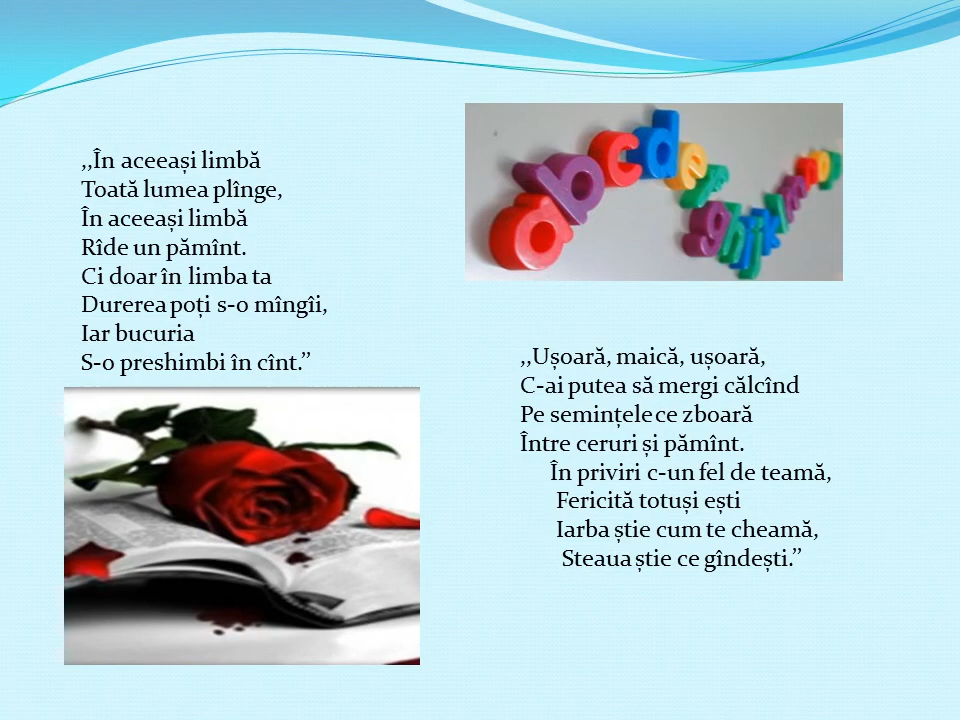 ,,În aceeași limbă
Toată lumea plînge,
În aceeași limbă
Rîde un pămînt.
Ci doar în limba ta
Durerea poți s-o mîngîi,
Iar bucuria
S-o preshimbi în cînt.’’
a b c d e f g h i j k l m n o p
,,Ușoară, maică, ușoară,
C-ai putea să mergi călcînd
Pe semințele ce zboară
Între ceruri și pămînt.
În priviri c-un fel de teamă,
Fericită totuși ești
Iarba știe cum te cheamă,
Steaua știe ce gîndești.’’